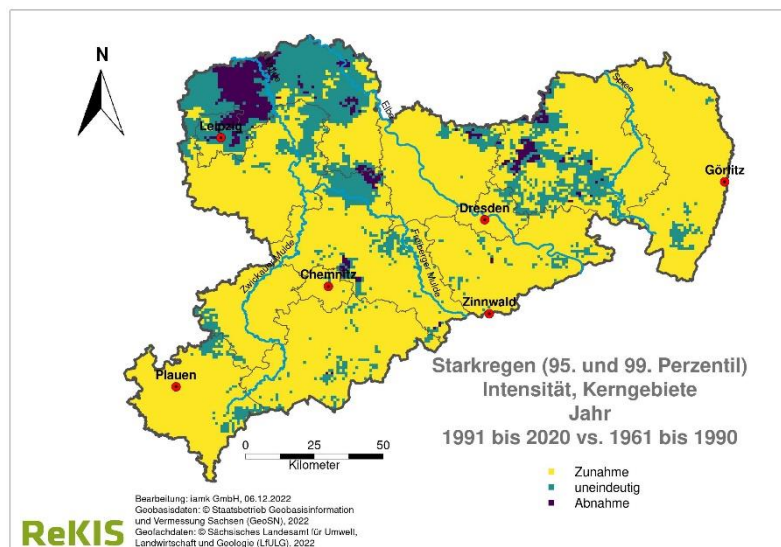 N
Leipzig
Elbe
Spree
Görlitz
Dresden
Zwickauer Mulde
Freiberger Mulde
Chemnitz
Zinnwald
Plauen
Starkregen (95. und 99. Perzentil)
Intensität, Kerngebiete
Jahr
1991 bis 2020 vs. 1961 bis 1990
0 25 50
Kilometer
Zunahme
uneindeutig
Abnahme
ReKIS
Bearbeitung: iamk GmbH, 06.12.2022
Geobasisdaten: © Staatsbetrieb Geobasisinformation
und Vermessung Sachsen (GeoSN), 2022
Geofachdaten: © Sächsisches Landesamt für Umwelt,
Landwirtschaft und Geologie (LfULG), 2022